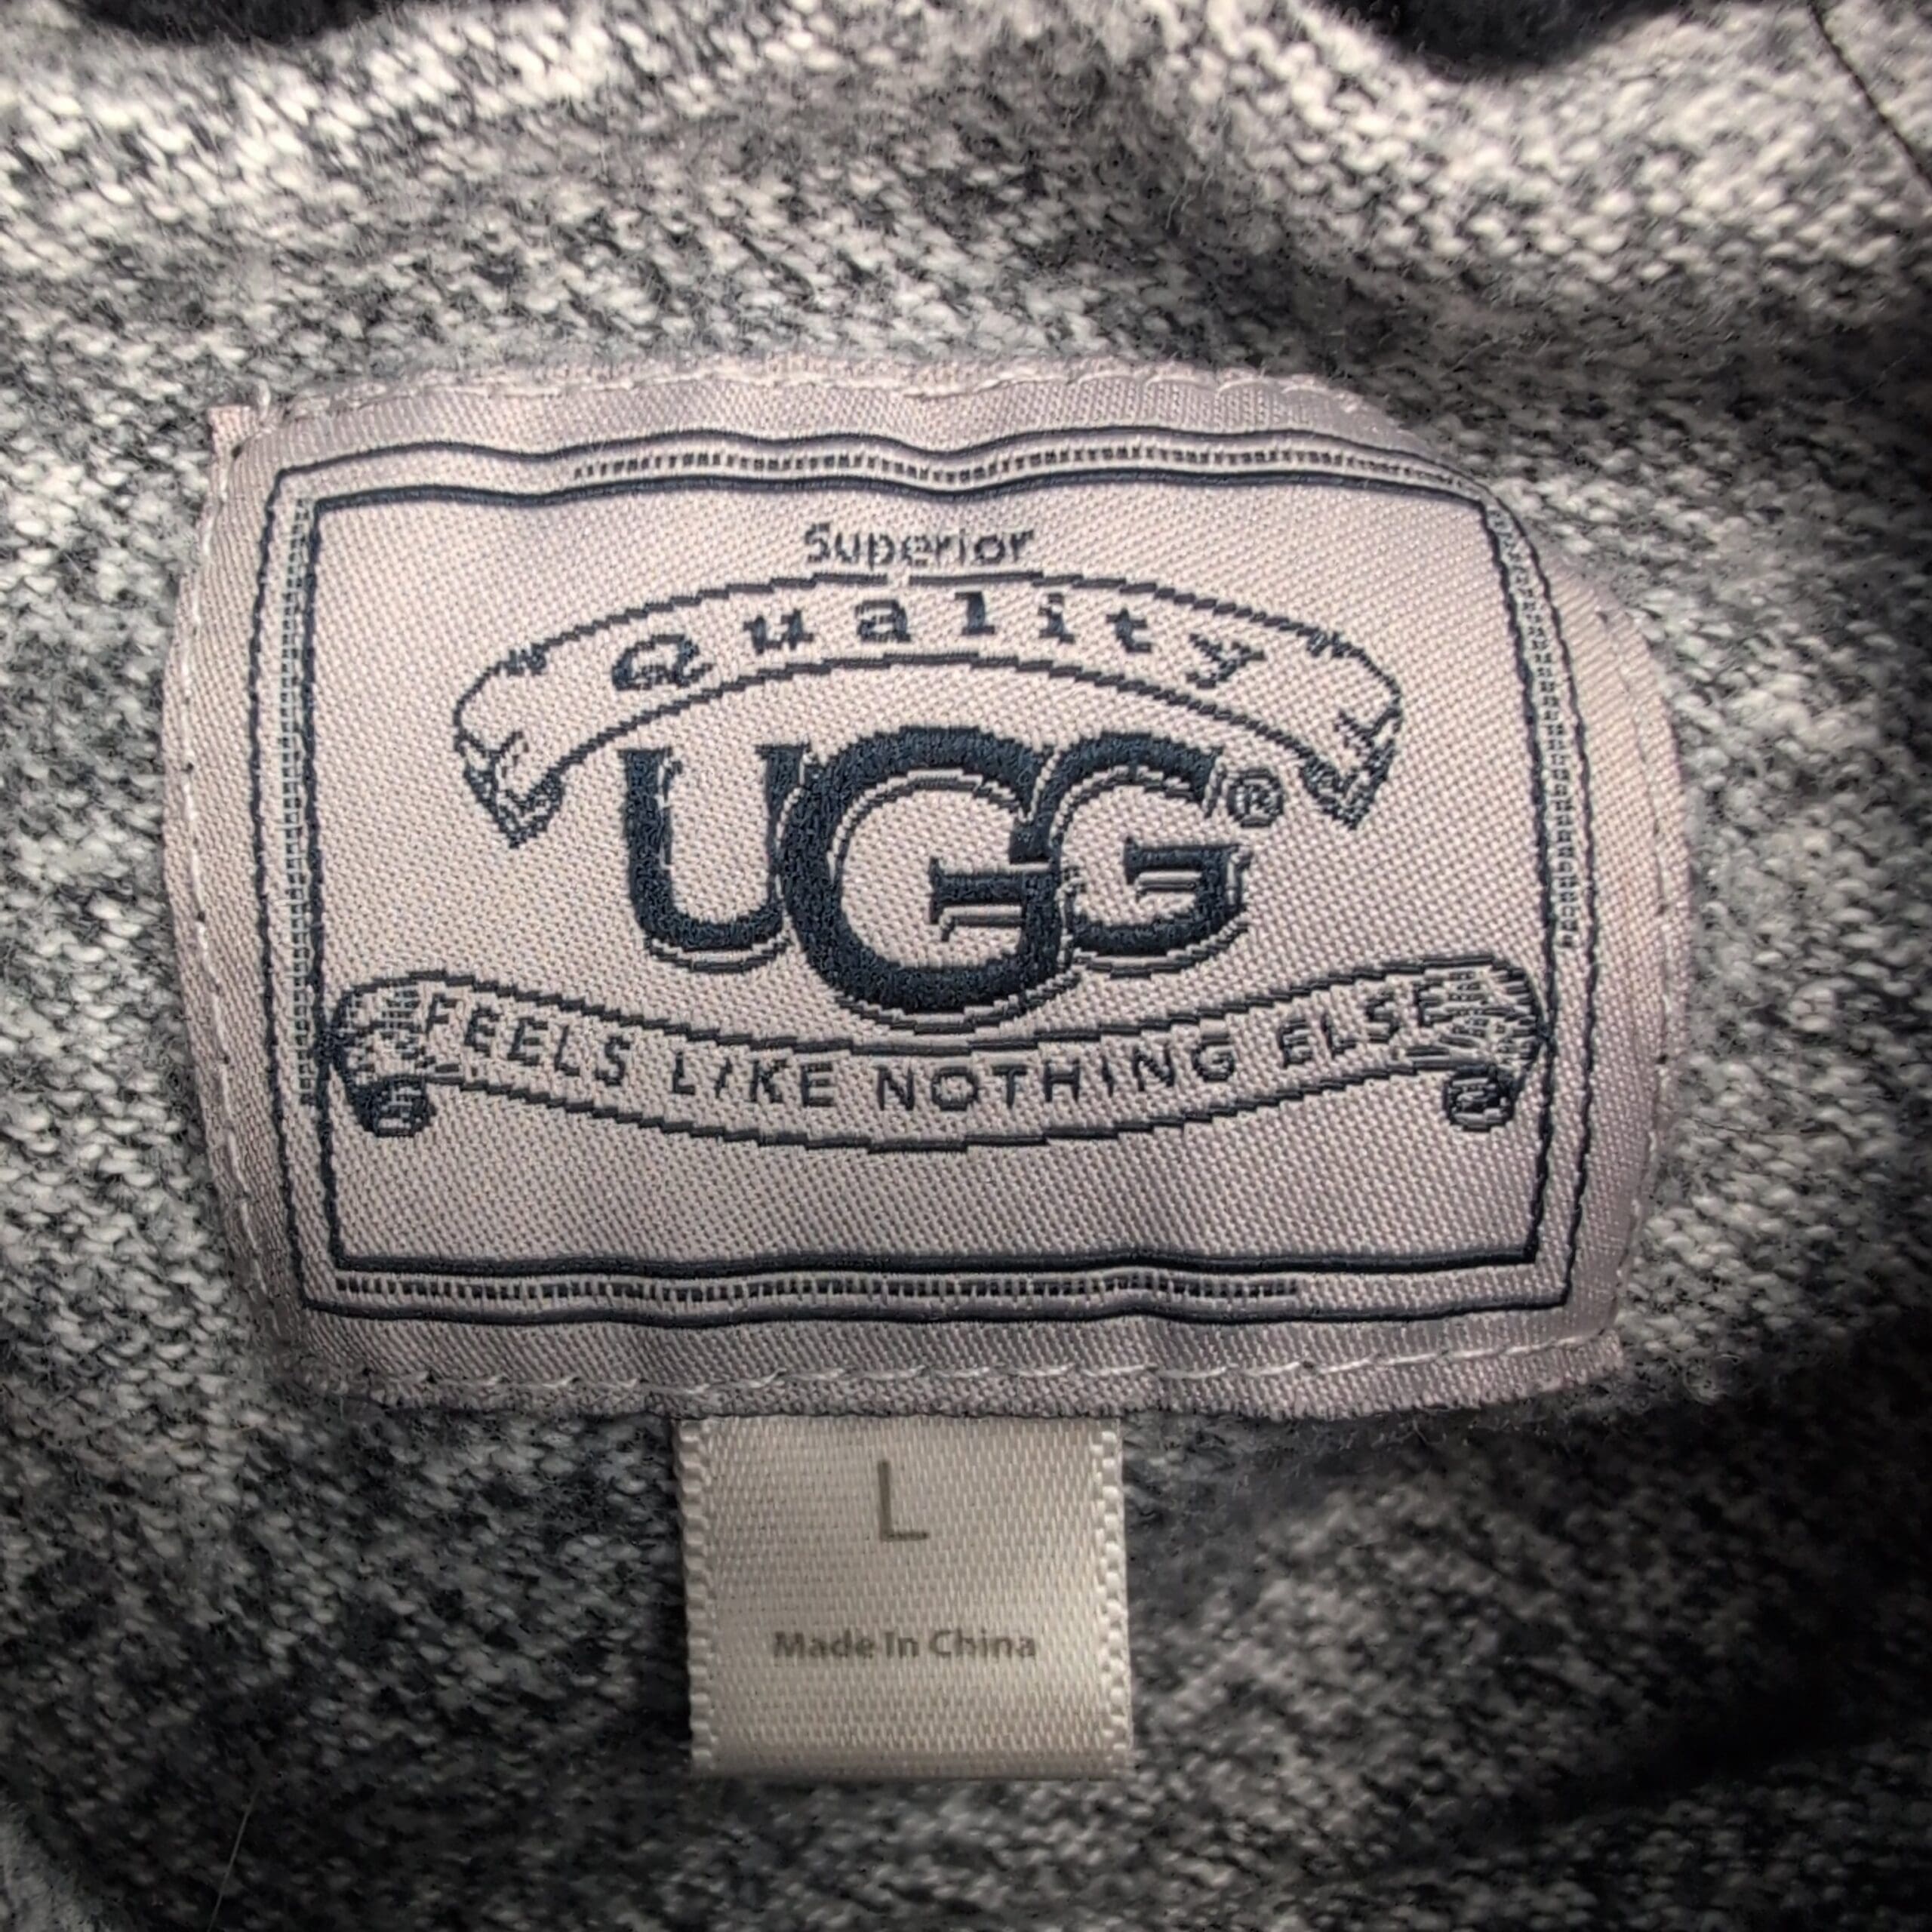 Superior
Quality
UGG®
FEELS LIKE NOTHING ELSE
L
Made In China